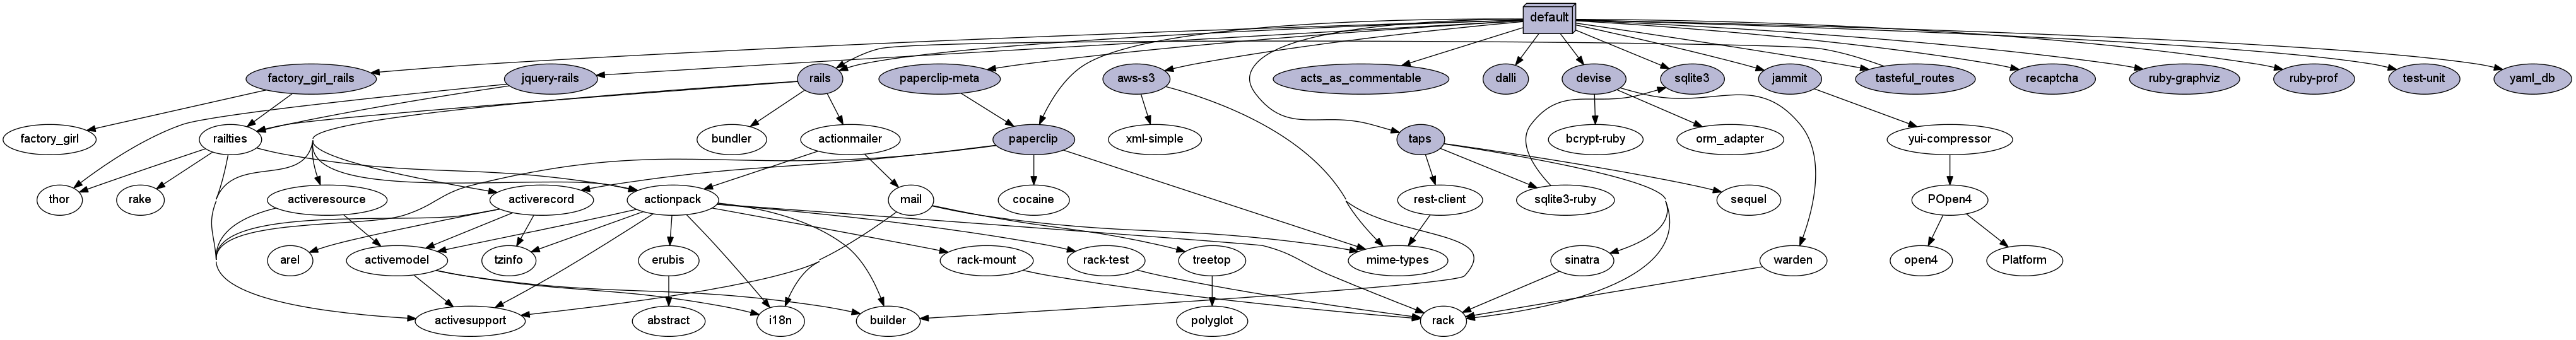 default
factory_girl_rails
jquery-rails
rails
paperclip-meta
aws-s3
acts_as_commentable
dalli
devise
sqlite3
jammit
tasteful_routes
recaptcha
ruby-graphviz
ruby-prof
test-unit
yaml_db
factory_girl
railties
bundler
actionmailer
paperclip
xml-simple
taps
bcrypt-ruby
orm_adapter
yui-compressor
thor
rake
activeresource
activerecord
actionpack
mail
cocaine
rest-client
sqlite3-ruby
sequel
POpen4
arel
activemodel
tzinfo
erubis
rack-mount
rack-test
treetop
mime-types
sinatra
warden
open4
Platform
activesupport
abstract
i18n
builder
polyglot
rack